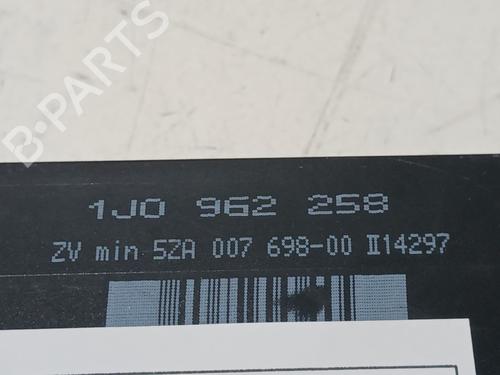 B-PARTS
1J0 962 258
ZV min 5ZA 007 698-00 II14297